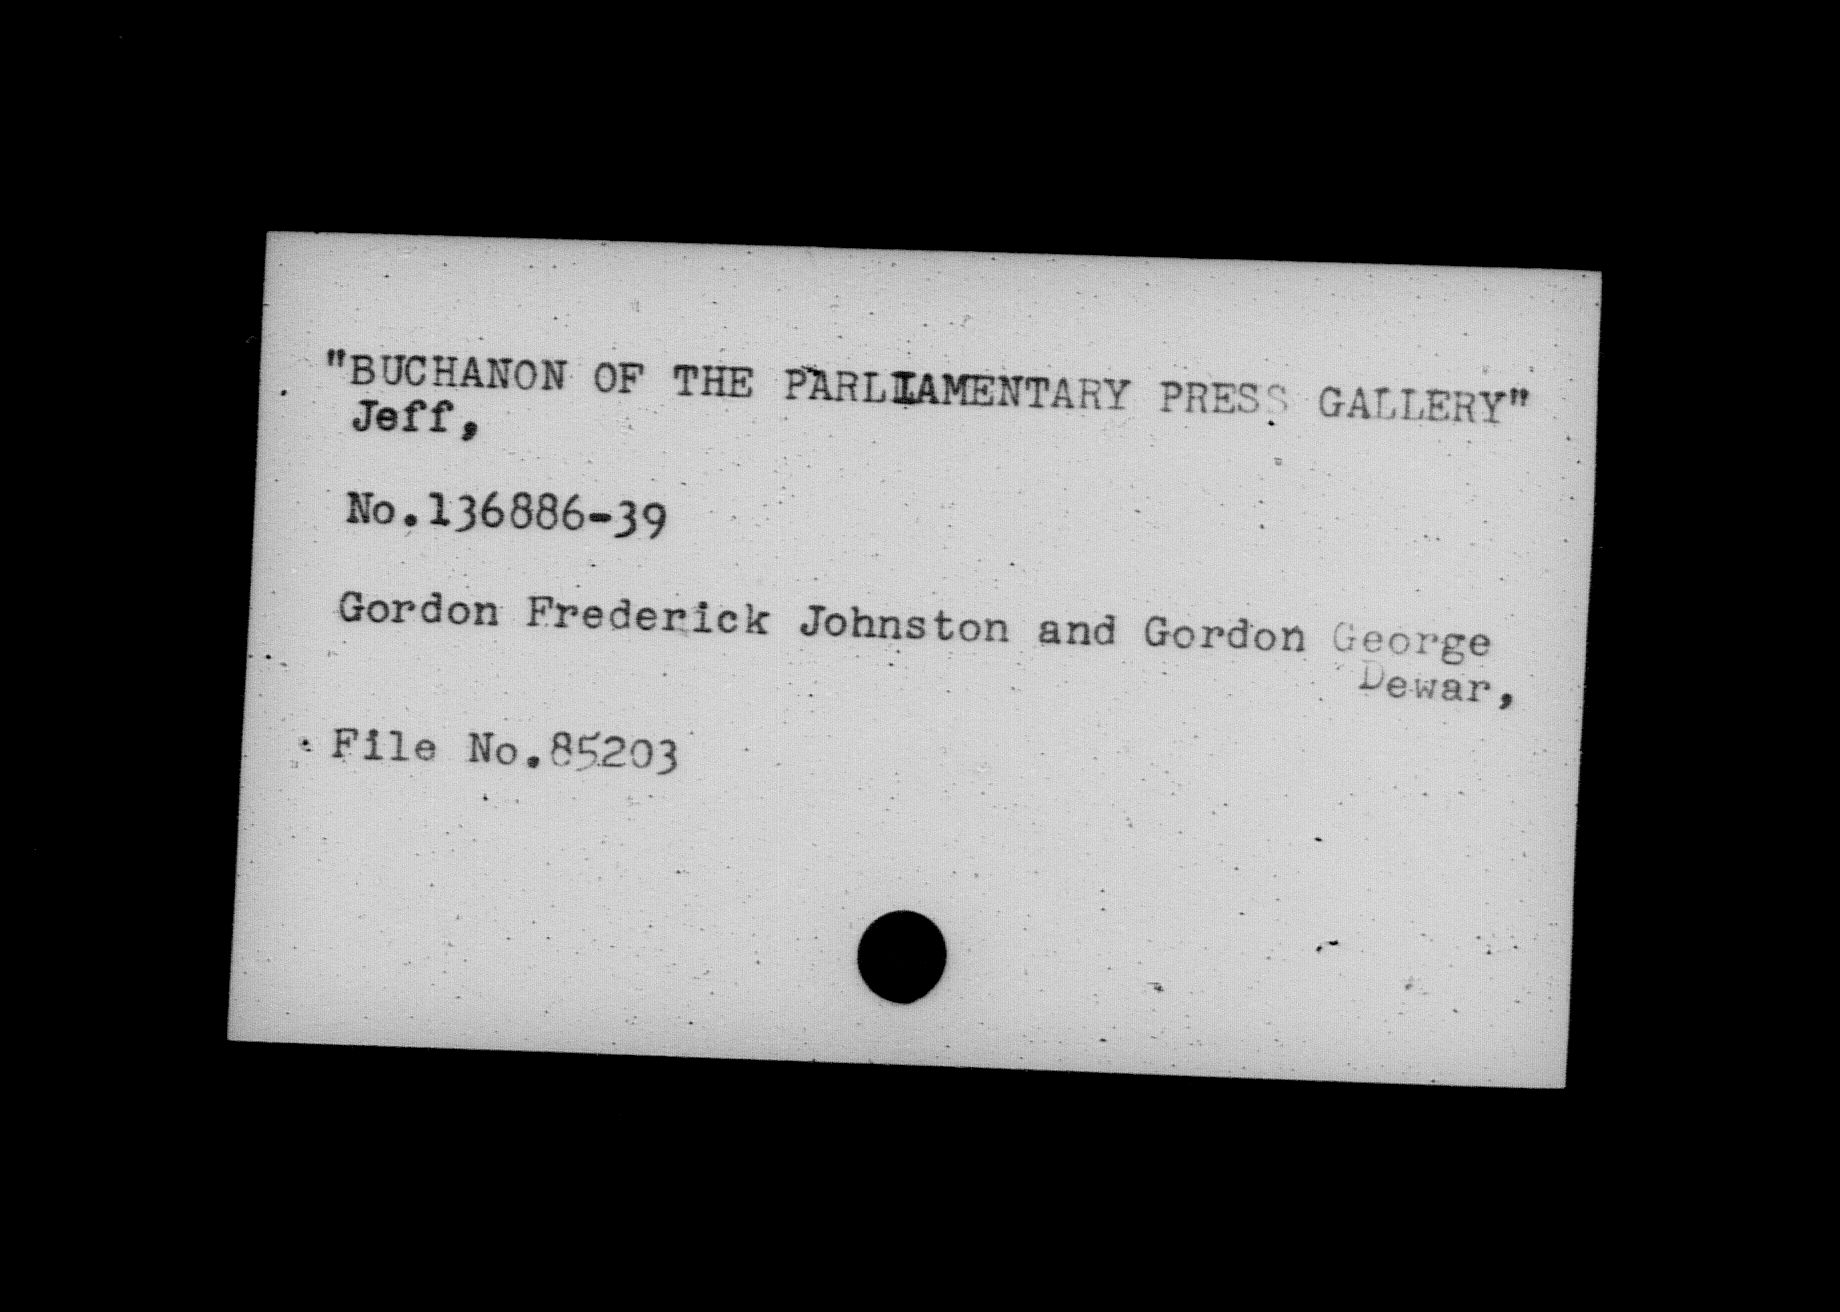 "BUCHANON OF THE PARLIAMENTARY PRESS GALLERY"
Jeff,
No.136886-39
Gordon Frederick Johnston and Gordon George
Dewar,
File No.85203